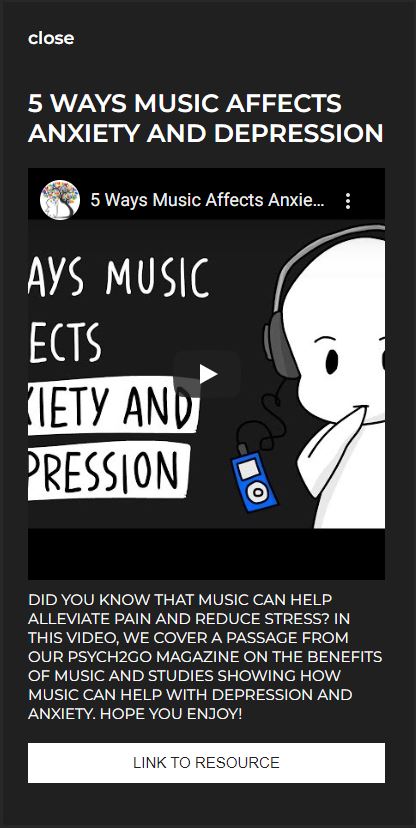 close
5 WAYS MUSIC AFFECTS
ANXIETY AND DEPRESSION
5 Ways Music Affects Anxie...
AYS MUSIC
ECTS
XIETY AND
PRESSION
DID YOU KNOW THAT MUSIC CAN HELP
ALLEVIATE PAIN AND REDUCE STRESS? IN
THIS VIDEO, WE COVER A PASSAGE FROM
OUR PSYCH2GO MAGAZINE ON THE BENEFITS
OF MUSIC AND STUDIES SHOWING HOW
MUSIC CAN HELP WITH DEPRESSION AND
ANXIETY. HOPE YOU ENJOY!
LINK TO RESOURCE